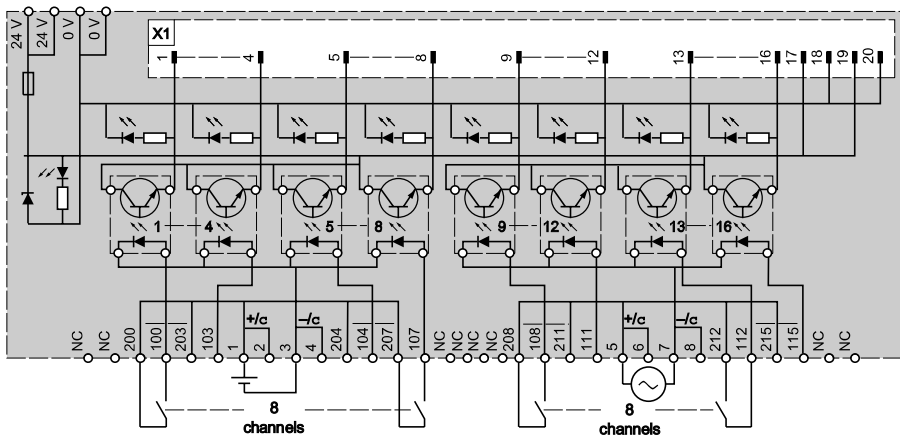 24 V 24 V 0 V 0 V
X1
1 4 5 8 9 12 13 16 17 18 19 20
1 4 5 8 9 12 13 16
+/c –/c +/c –/c
NC NC 200 100 203 103 1 2 3 4 204 104 207 107 NC NC NC NC 208 108 211 111 5 6 7 8 212 112 215 115 NC NC
8 8
channels channels